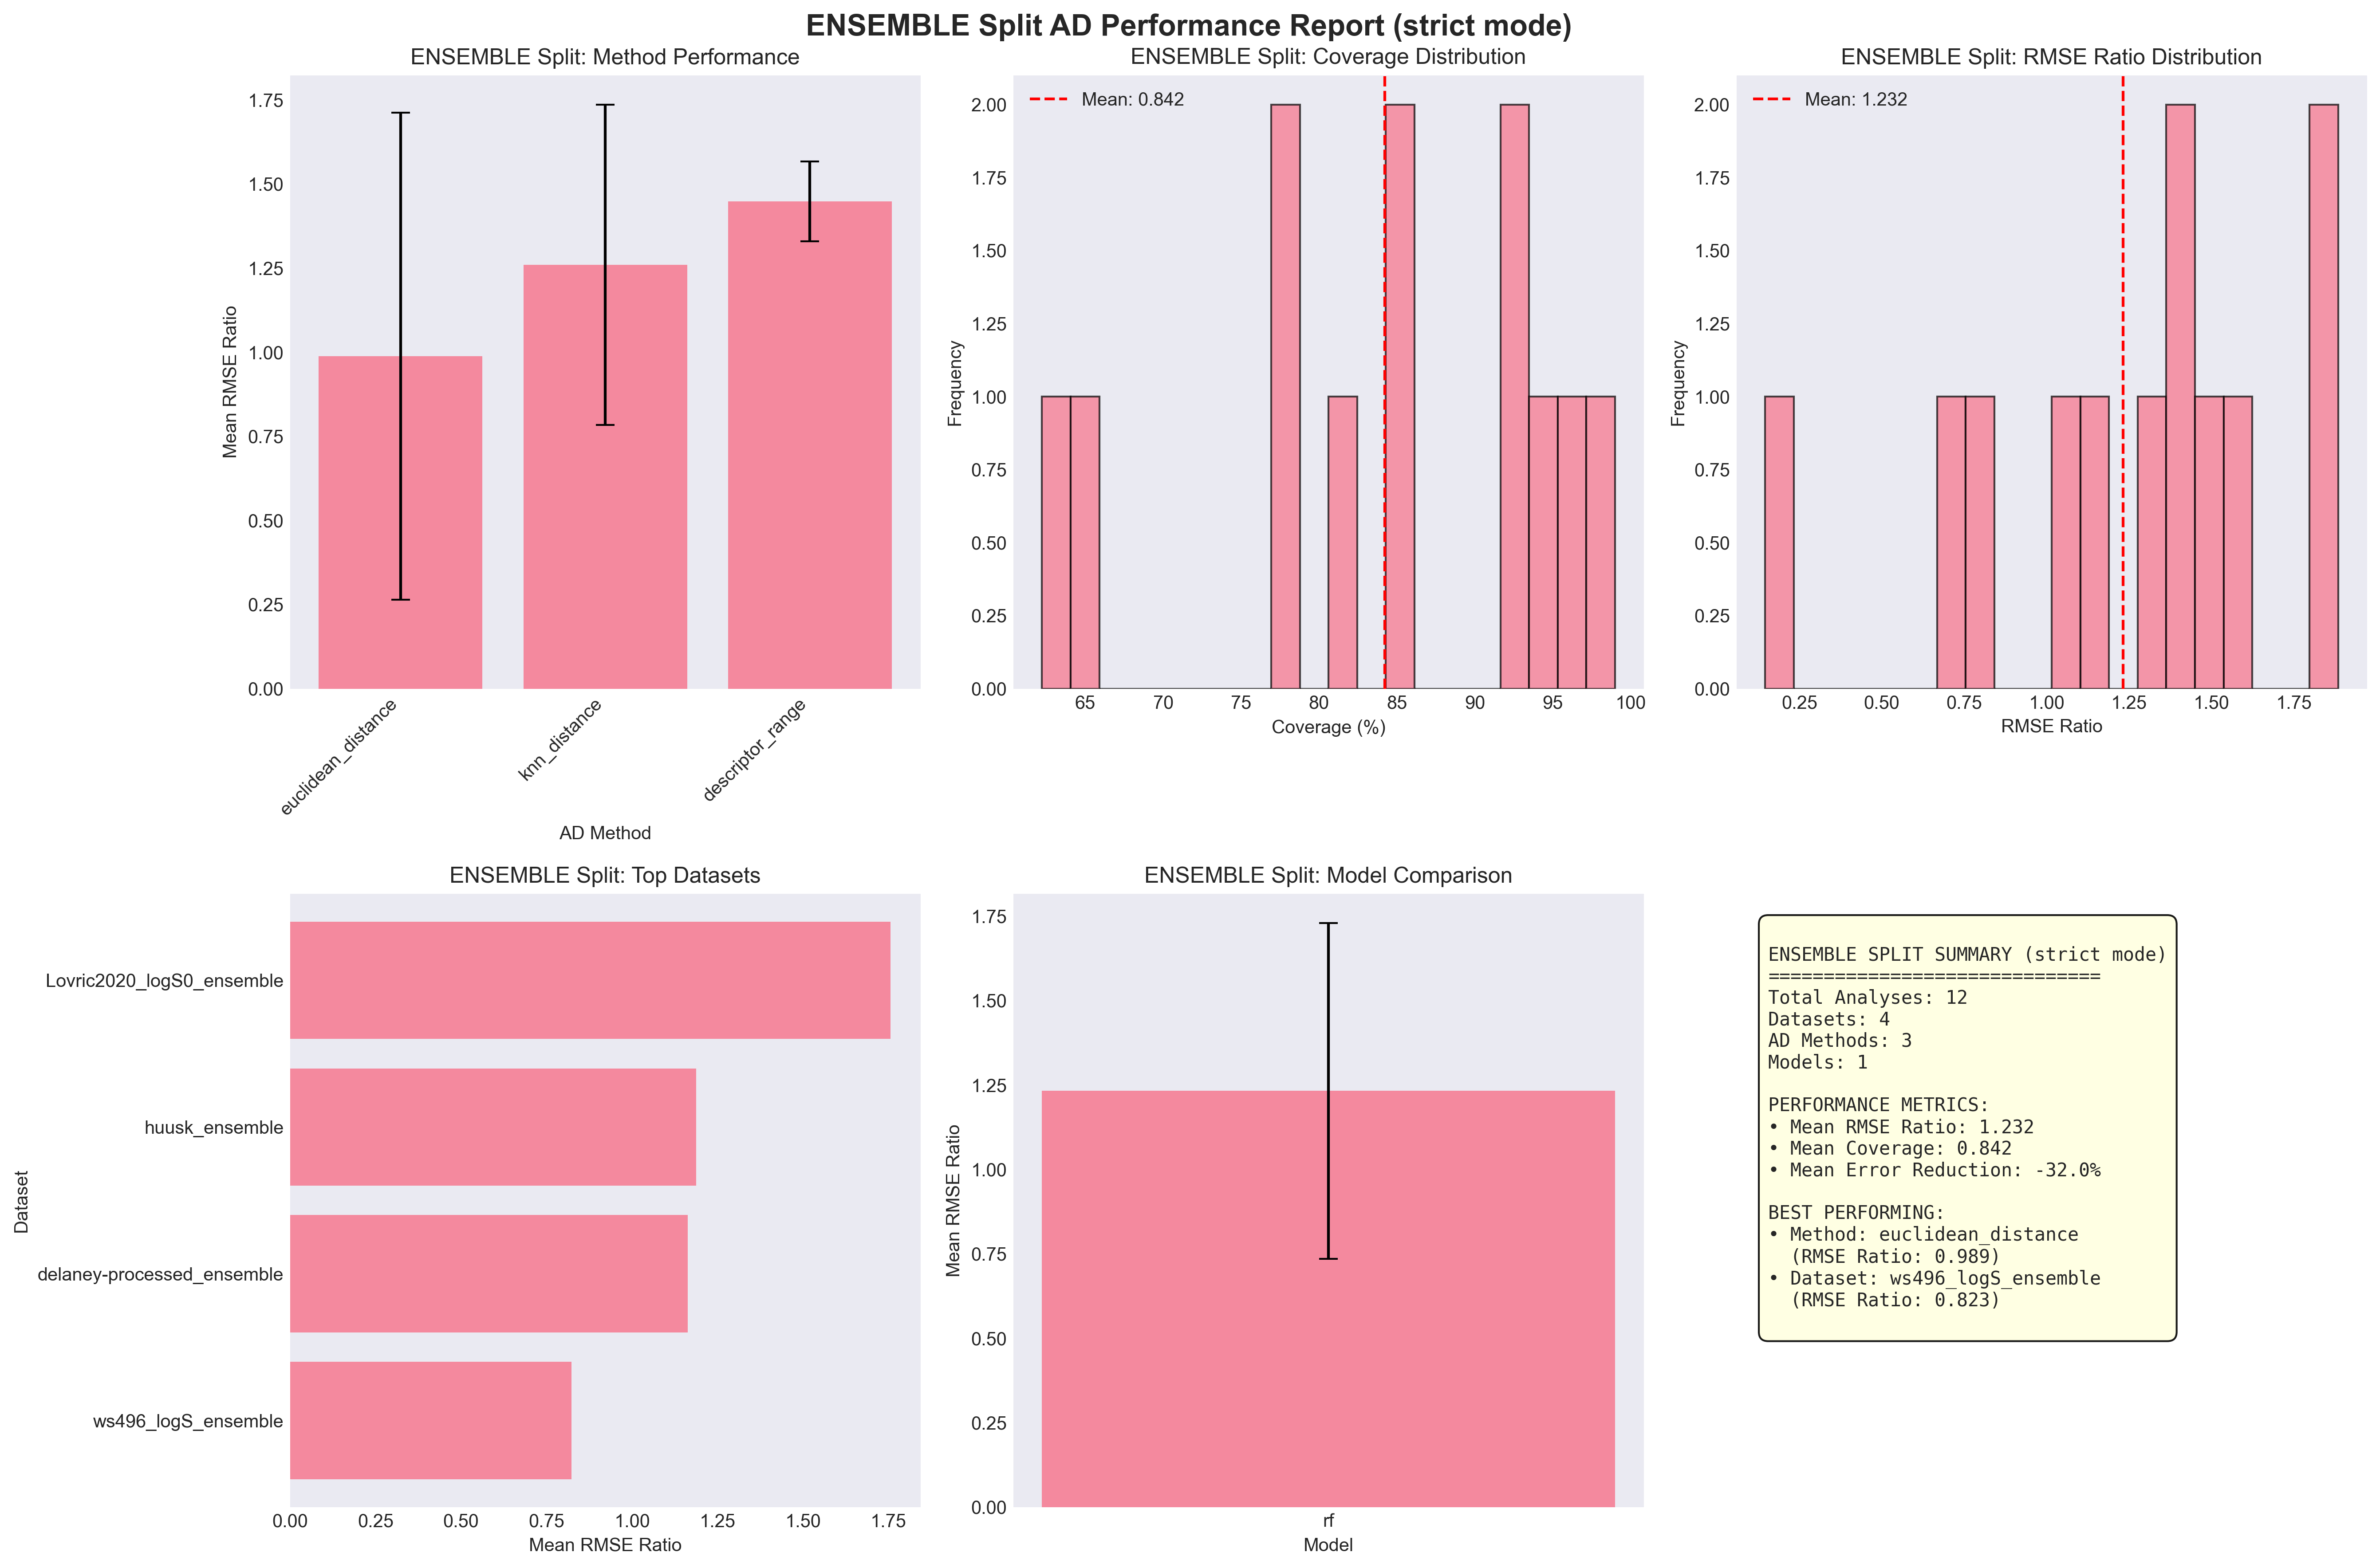 ENSEMBLE Split AD Performance Report (strict mode)
ENSEMBLE Split: Method Performance
Mean RMSE Ratio
1.75
1.50
1.25
1.00
0.75
0.50
0.25
0.00
euclidean_distance
knn_distance
descriptor_range
AD Method
ENSEMBLE Split: Coverage Distribution
Mean: 0.842
Frequency
2.00
1.75
1.50
1.25
1.00
0.75
0.50
0.25
0.00
65 70 75 80 85 90 95 100
Coverage (%)
ENSEMBLE Split: RMSE Ratio Distribution
Mean: 1.232
Frequency
2.00
1.75
1.50
1.25
1.00
0.75
0.50
0.25
0.00
0.25 0.50 0.75 1.00 1.25 1.50 1.75
RMSE Ratio
ENSEMBLE Split: Top Datasets
Dataset
Lovric2020_logS0_ensemble
huusk_ensemble
delaney-processed_ensemble
ws496_logS_ensemble
0.00 0.25 0.50 0.75 1.00 1.25 1.50 1.75
Mean RMSE Ratio
ENSEMBLE Split: Model Comparison
Mean RMSE Ratio
1.75
1.50
1.25
1.00
0.75
0.50
0.25
0.00
rf
Model
ENSEMBLE SPLIT SUMMARY (strict mode)
==============================
Total Analyses: 12
Datasets: 4
AD Methods: 3
Models: 1
PERFORMANCE METRICS:
• Mean RMSE Ratio: 1.232
• Mean Coverage: 0.842
• Mean Error Reduction: -32.0%
BEST PERFORMING:
• Method: euclidean_distance
(RMSE Ratio: 0.989)
• Dataset: ws496_logS_ensemble
(RMSE Ratio: 0.823)